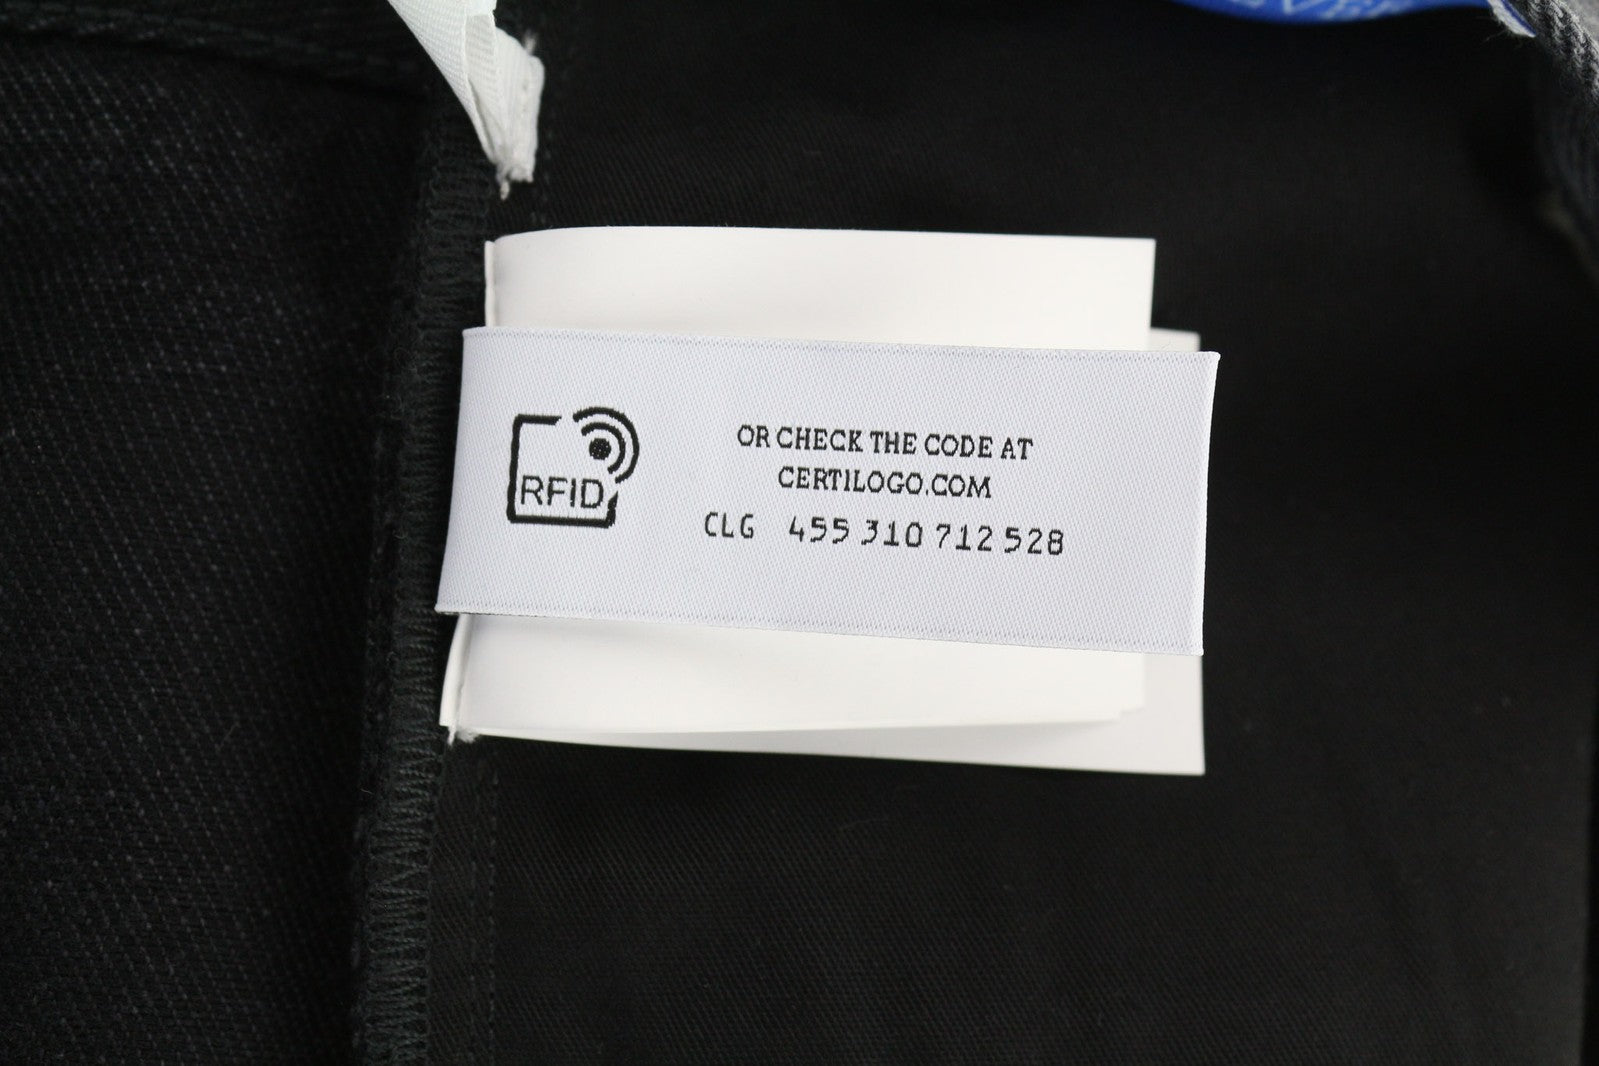 RFID
OR CHECK THE CODE AT
CERTILOGO.COM
CLG 455 310 712 528